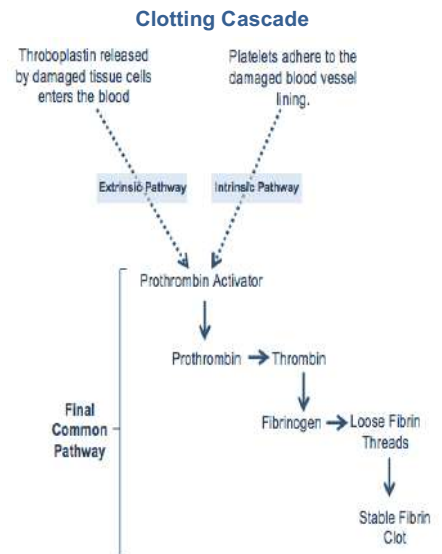 Clotting Cascade
Throboplastin released
by damaged tissue cells
enters the blood
Platelets adhere to the
damaged blood vessel
lining.
Extrinsic Pathway
Intrinsic Pathway
Prothrombin Activator
Prothrombin
Thrombin
Final
Common
Pathway
Fibrinogen
Loose Fibrin
Threads
Stable Fibrin
Clot